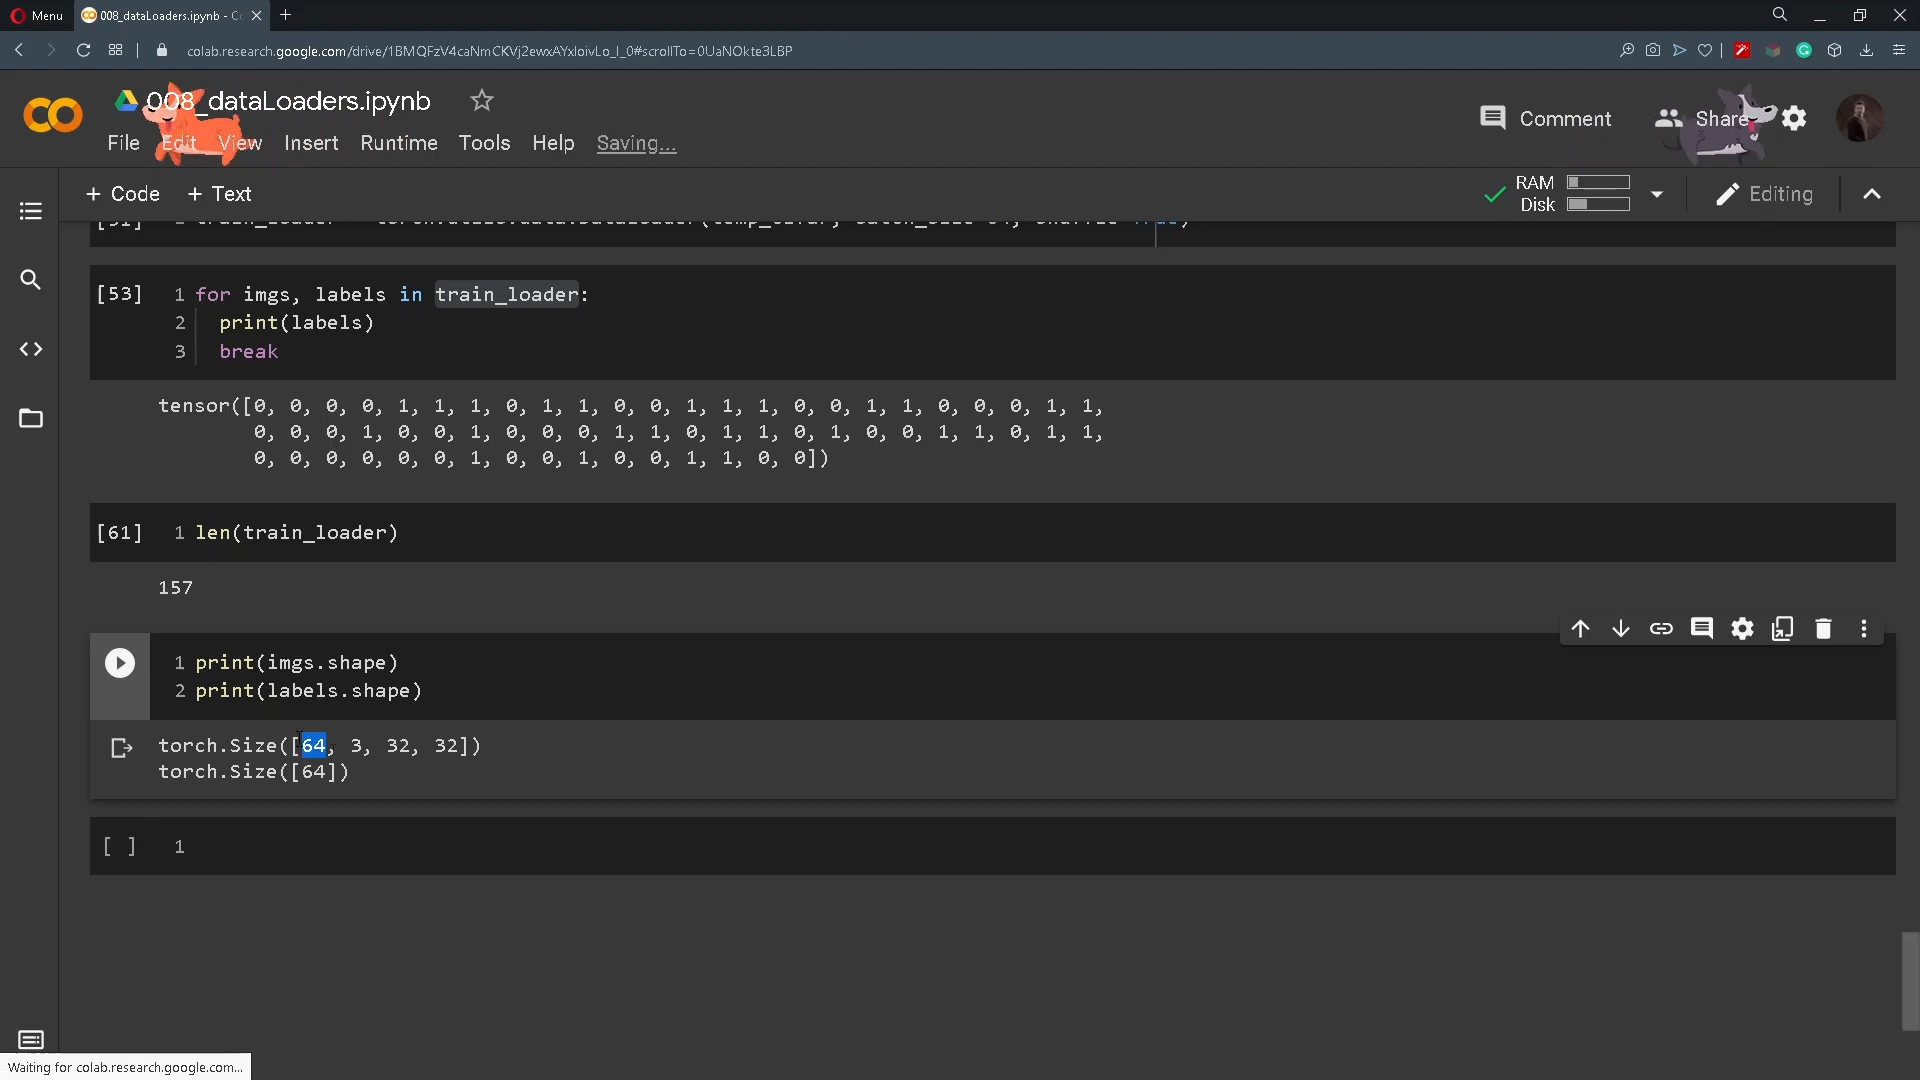 Menu
008_dataLoaders.ipynb - C
colab.research.google.com/drive/1BMQFzV4caNmCKVj2ewxAYxIoivLo_I_0#scrollTo=0UaNOkte3LBP
008_dataLoaders.ipynb
Comment
Share
File Edit View Insert Runtime Tools Help Saving...
+ Code + Text
RAM
Disk
Editing
[53] 1 for imgs, labels in train_loader:
2 print(labels)
3 break
tensor([0, 0, 0, 0, 1, 1, 1, 0, 1, 1, 0, 0, 1, 1, 1, 0, 0, 1, 1, 0, 0, 0, 1, 1,
0, 0, 0, 1, 0, 0, 1, 0, 0, 0, 1, 1, 0, 1, 1, 0, 1, 0, 0, 1, 1, 0, 1, 1,
0, 0, 0, 0, 0, 0, 1, 0, 0, 1, 0, 0, 1, 1, 0, 0])
[61] 1 len(train_loader)
157
1 print(imgs.shape)
2 print(labels.shape)
torch.Size([64, 3, 32, 32])
torch.Size([64])
[ ] 1
Waiting for colab.research.google.com...